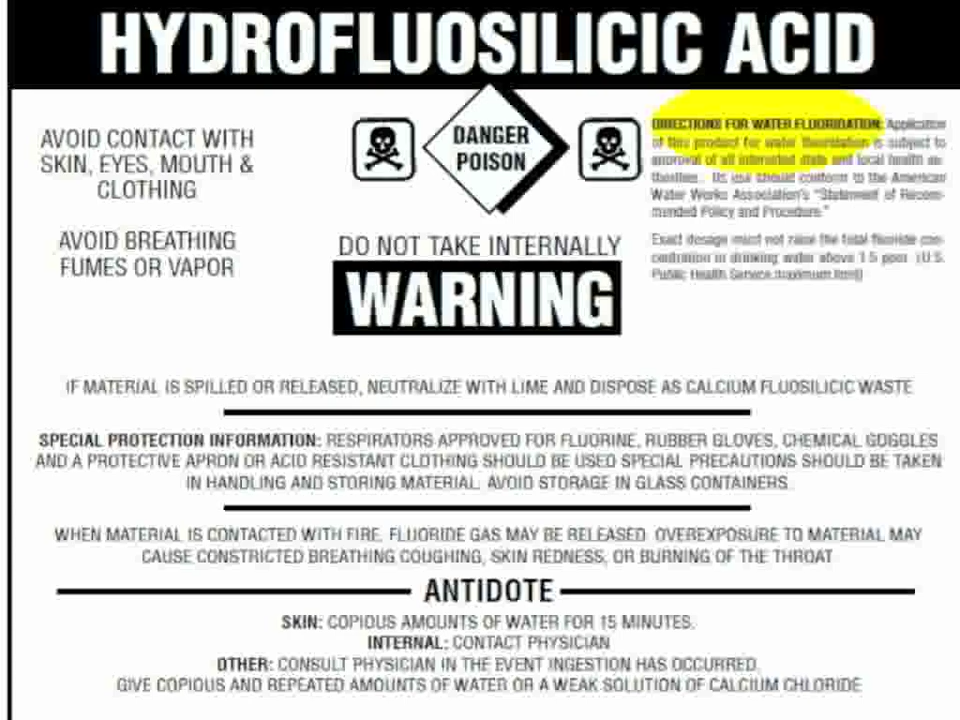 HYDROFLUOSILICIC ACID
AVOID CONTACT WITH
SKIN, EYES, MOUTH &
CLOTHING
AVOID BREATHING
FUMES OR VAPOR
DANGER
POISON
DO NOT TAKE INTERNALLY
WARNING
DIRECTIONS FOR WATER FLUORIDATION: Application
of this product for water fluoridation is subject to
approval of all interested state and local health au-
thorities. Its use should conform to the American
Water Works Association's "Statement of Recom-
mended Policy and Procedure."
Exact dosage must not raise the total fluoride con-
centration in drinking water above 1.5 ppm (U.S.
Public Health Service maximum limit)
IF MATERIAL IS SPILLED OR RELEASED, NEUTRALIZE WITH LIME AND DISPOSE AS CALCIUM FLUOSILICIC WASTE
SPECIAL PROTECTION INFORMATION: RESPIRATORS APPROVED FOR FLUORINE, RUBBER GLOVES, CHEMICAL GOGGLES
AND A PROTECTIVE APRON OR ACID RESISTANT CLOTHING SHOULD BE USED SPECIAL PRECAUTIONS SHOULD BE TAKEN
IN HANDLING AND STORING MATERIAL. AVOID STORAGE IN GLASS CONTAINERS.
WHEN MATERIAL IS CONTACTED WITH FIRE, FLUORIDE GAS MAY BE RELEASED. OVEREXPOSURE TO MATERIAL MAY
CAUSE CONSTRICTED BREATHING COUGHING, SKIN REDNESS, OR BURNING OF THE THROAT
ANTIDOTE
SKIN: COPIOUS AMOUNTS OF WATER FOR 15 MINUTES.
INTERNAL: CONTACT PHYSICIAN
OTHER: CONSULT PHYSICIAN IN THE EVENT INGESTION HAS OCCURRED.
GIVE COPIOUS AND REPEATED AMOUNTS OF WATER OR A WEAK SOLUTION OF CALCIUM CHLORIDE